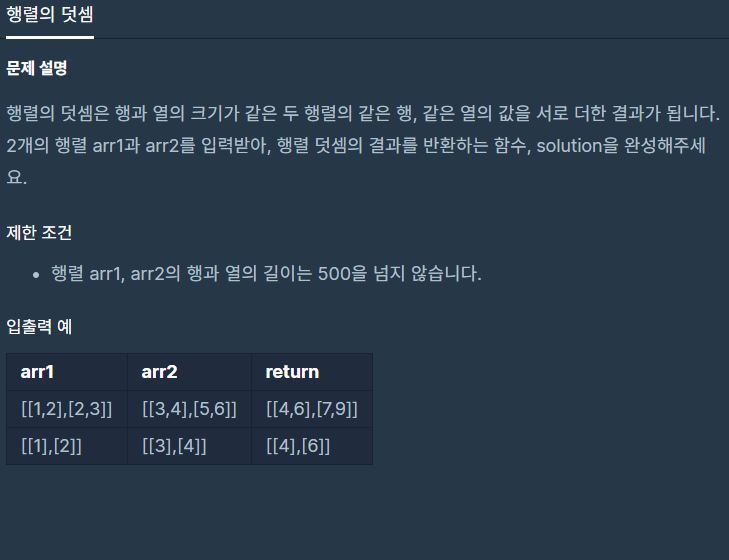 행렬의 덧셈
문제 설명
행렬의 덧셈은 행과 열의 크기가 같은 두 행렬의 같은 행, 같은 열의 값을 서로 더한 결과가 됩니다.
2개의 행렬 arr1과 arr2를 입력받아, 행렬 덧셈의 결과를 반환하는 함수, solution을 완성해주세
요.
제한 조건
• 행렬 arr1, arr2의 행과 열의 길이는 500을 넘지 않습니다.
입출력 예
arr1 arr2 return
[[1,2],[2,3]] [[3,4],[5,6]] [[4,6],[7,9]]
[[1],[2]] [[3],[4]] [[4],[6]]